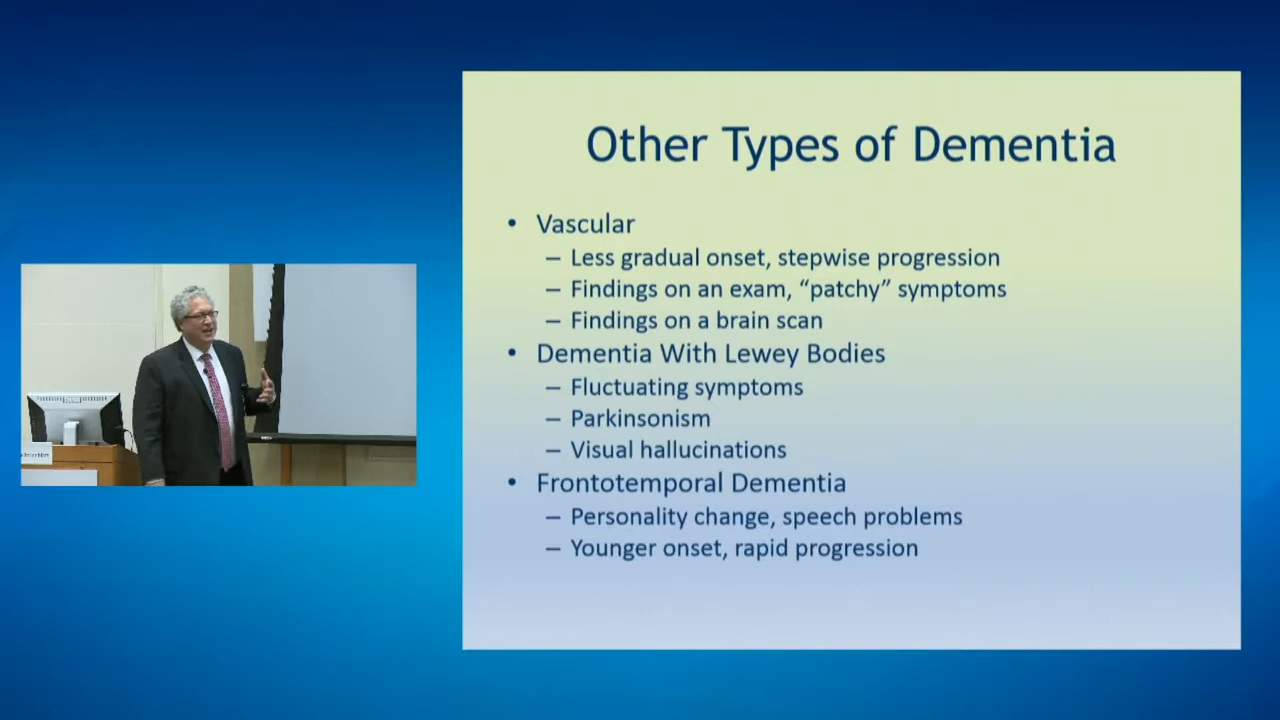 Other Types of Dementia
• Vascular
– Less gradual onset, stepwise progression
– Findings on an exam, “patchy” symptoms
– Findings on a brain scan
• Dementia With Lewey Bodies
– Fluctuating symptoms
– Parkinsonism
– Visual hallucinations
• Frontotemporal Dementia
– Personality change, speech problems
– Younger onset, rapid progression